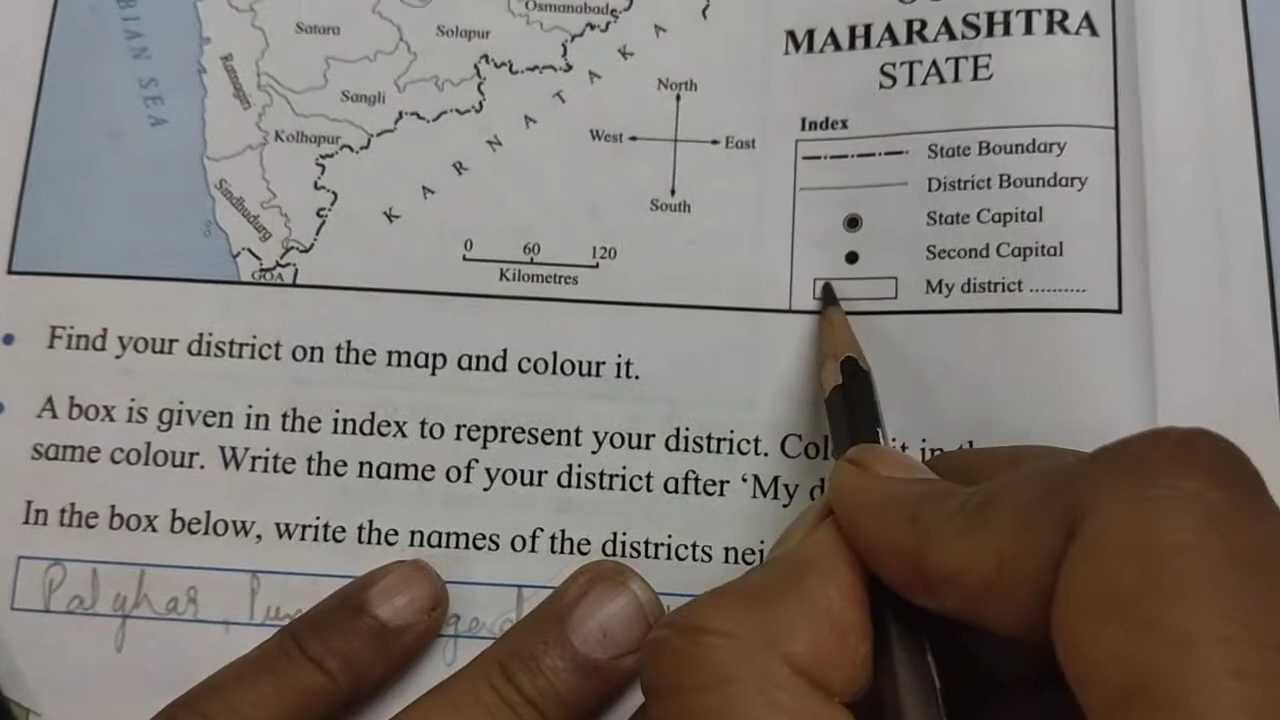 Osmanabad
Satara
Solapur
BIAN SEA
Ratnagiri
Sangli
Kolhapur
Sindhudurg
GOA
KARNATAKA
North
West
East
South
0 60 120
Kilometres
MAHARASHTRA
STATE
Index
State Boundary
District Boundary
State Capital
Second Capital
My district ..........
• Find your district on the map and colour it.
• A box is given in the index to represent your district. it in
same colour. Write the name of your district after ‘My
In the box below, write the names of the districts
Palghar,